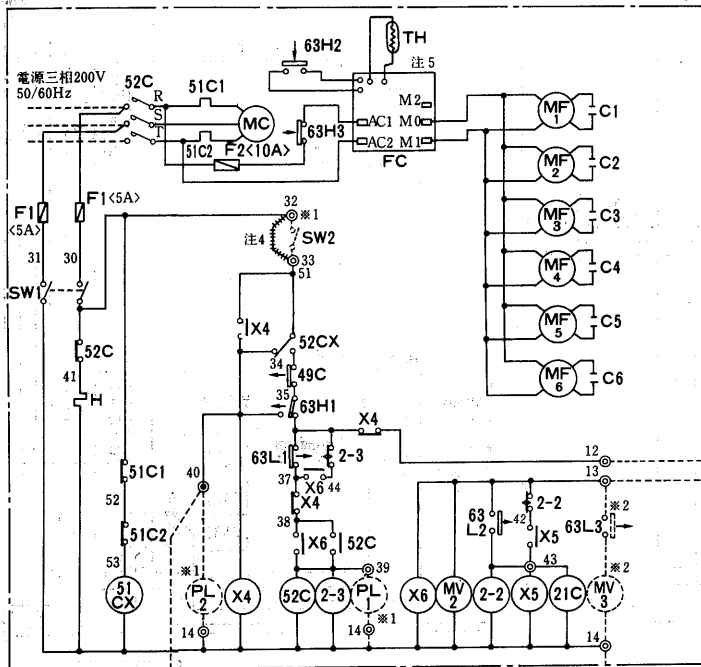 TH
63H2
注5
電源三相200V
50/60Hz
52C
R
S
T
51C1
51C2
MC
F2<10A>
63H3
M2
AC1 M0
AC2 M1
FC
MF
1
C1
MF
2
C2
MF
3
C3
MF
4
C4
MF
5
C5
MF
6
C6
F1
<5A>
F1<5A>
31
30
SW1
52C
41
H
32
※1
注4
SW2
33
51
X4
52CX
34
49C
35
63H1
X4
63L1
2-3
37
X6
44
X4
38
X6
52C
39
40
51C1
52
51C2
53
51
CX
※1
PL
2
14
X4
52C
2-3
PL
1
※1
14
12
13
63
L2
42
2-2
X5
43
※2
63L3
※2
X6
MV
2
2-2
X5
21C
MV
3
14